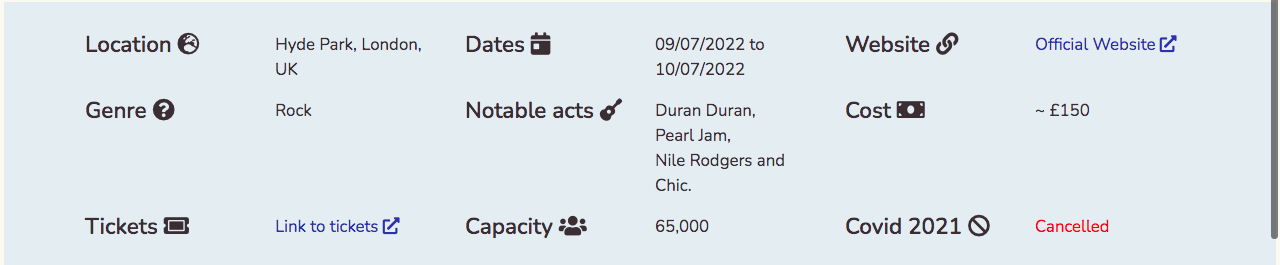 Location
Hyde Park, London,
UK
Dates
09/07/2022 to
10/07/2022
Website
Official Website
Genre
Rock
Notable acts
Duran Duran,
Pearl Jam,
Nile Rodgers and
Chic.
Cost
~ £150
Tickets
Link to tickets
Capacity
65,000
Covid 2021
Cancelled